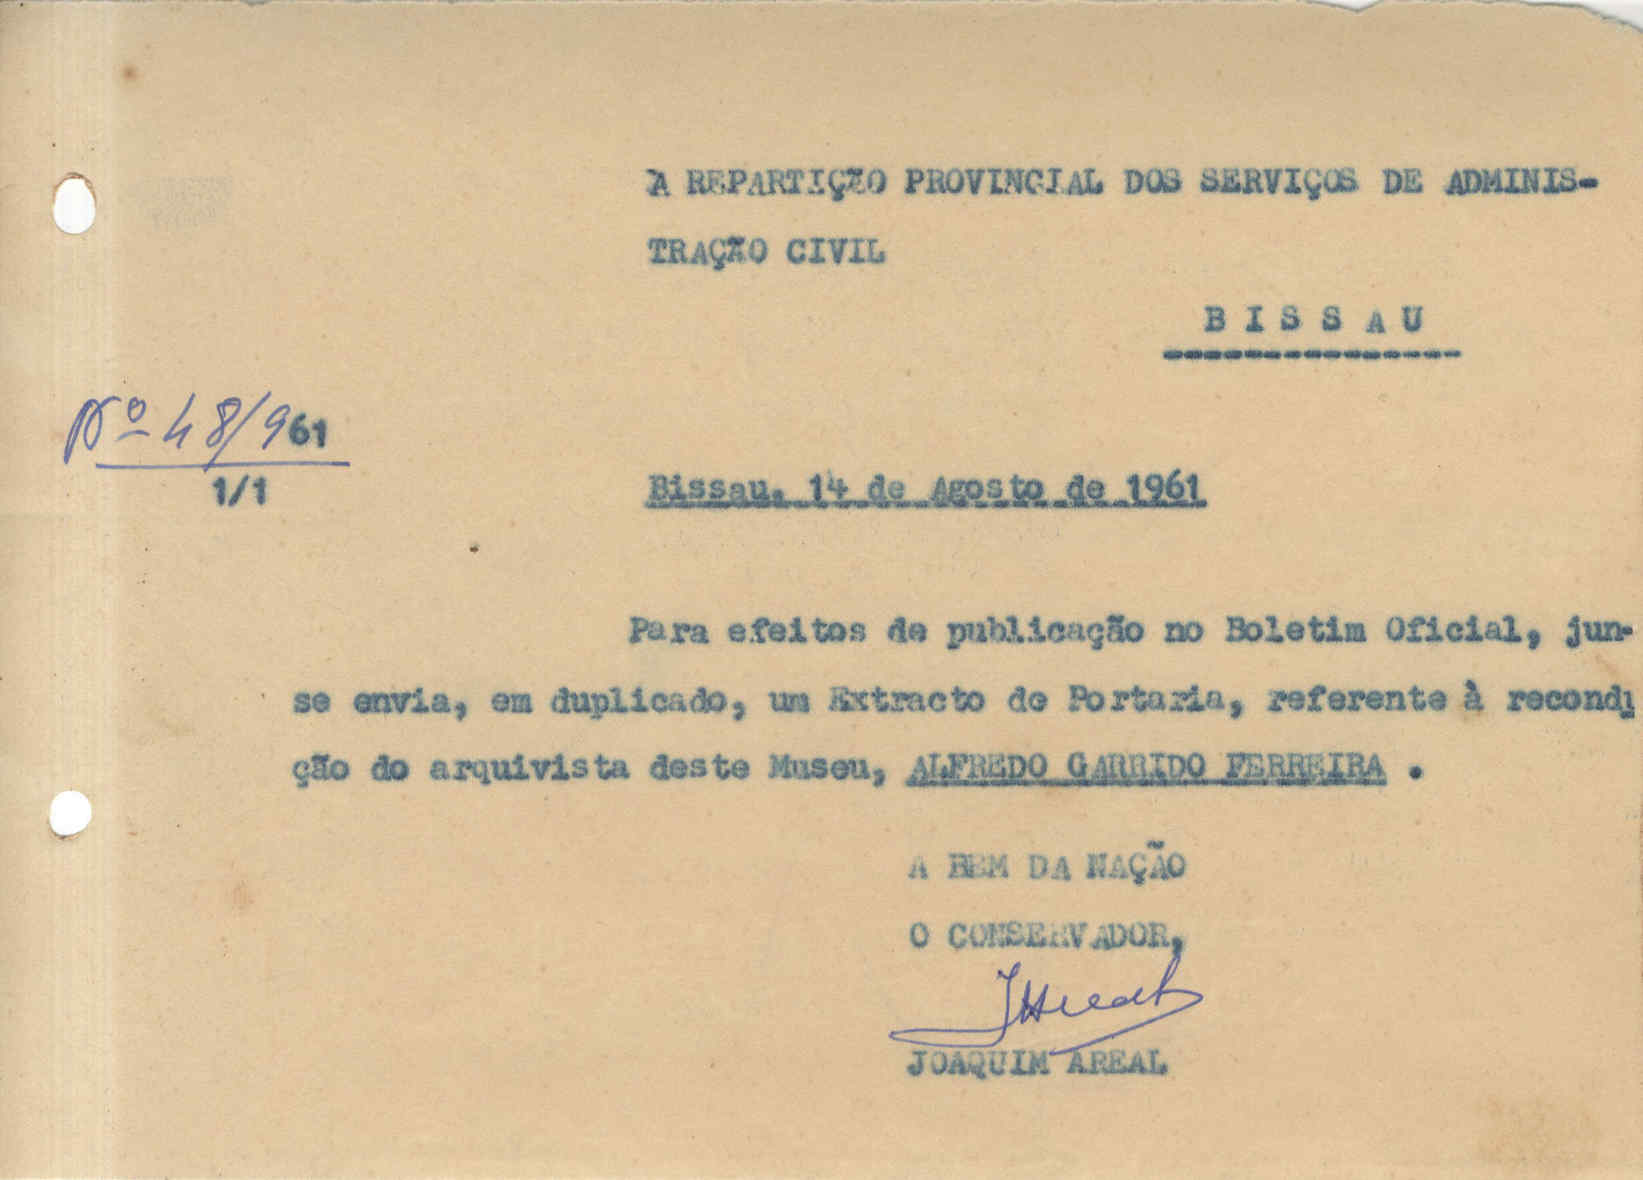 A REPARTIÇÃO PROVINCIAL DOS SERVIÇOS DE ADMINIS-
TRAÇÃO CIVIL
B I S S A U
Nº 48/961
1/1
Bissau, 14 de Agosto de 1961
Para efeitos de publicação no Boletim Oficial, jun-
se envia, em duplicado, um Extracto de Portaria, referente à recondu
ção do arquivista deste Museu, ALFREDO GARRIDO FERREIRA .
A BEM DA NAÇÃO
O CONSERVADOR,
JAreal
JOAQUIM AREAL